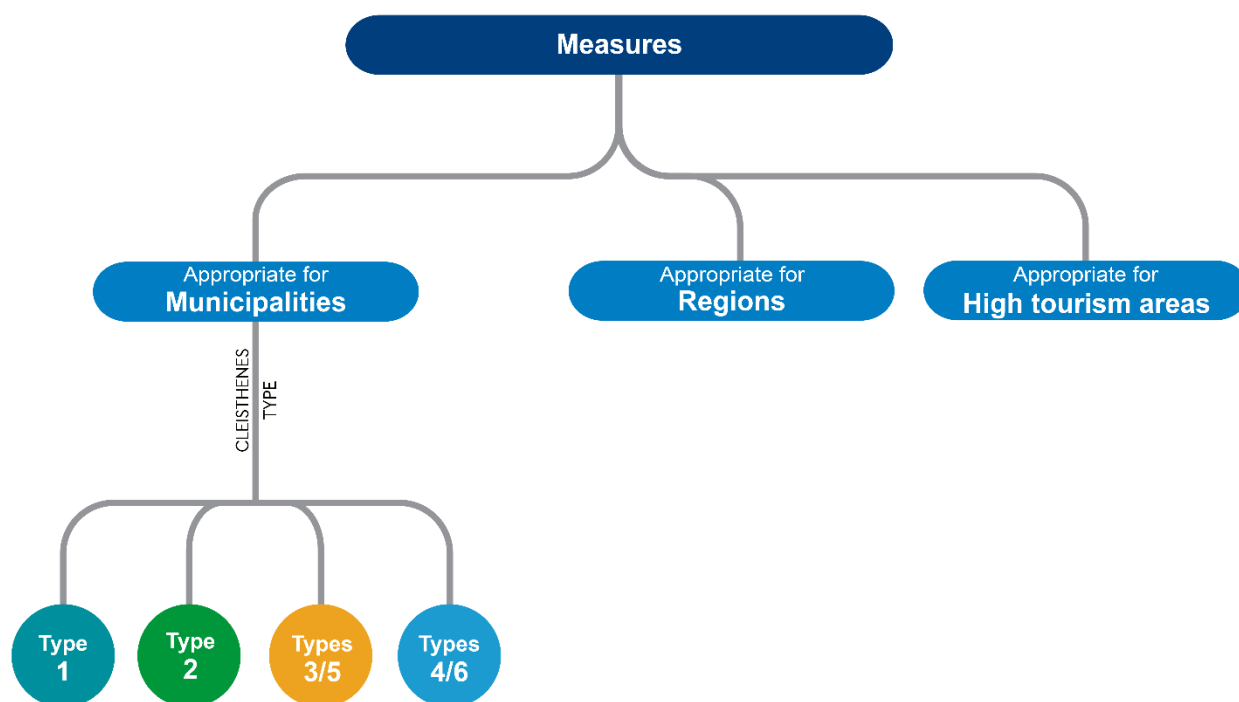 Measures
Appropriate for
Municipalities
Appropriate for
Regions
Appropriate for
High tourism areas
CLEISTHENES
TYPE
Type
1
Type
2
Types
3/5
Types
4/6